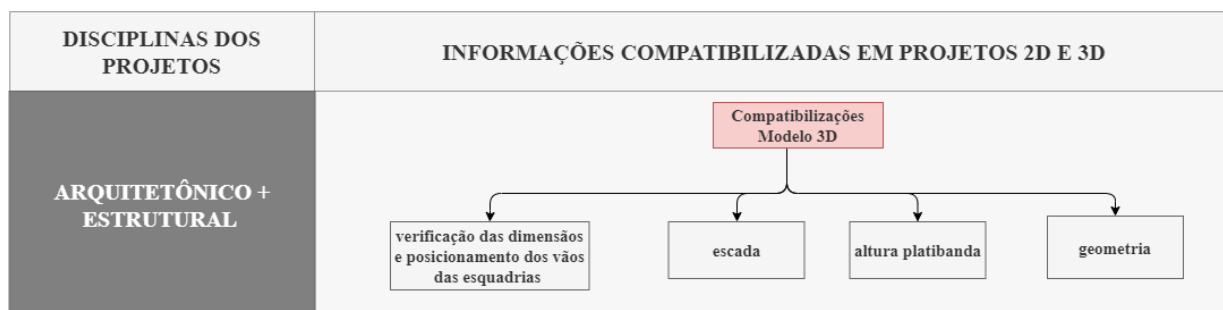 DISCIPLINAS DOS
PROJETOS
INFORMAÇÕES COMPATIBILIZADAS EM PROJETOS 2D E 3D
ARQUITETÔNICO +
ESTRUTURAL
Compatibilizações
Modelo 3D
verificação das dimensãos
e posicionamento dos vãos
das esquadrias
escada
altura platibanda
geometria